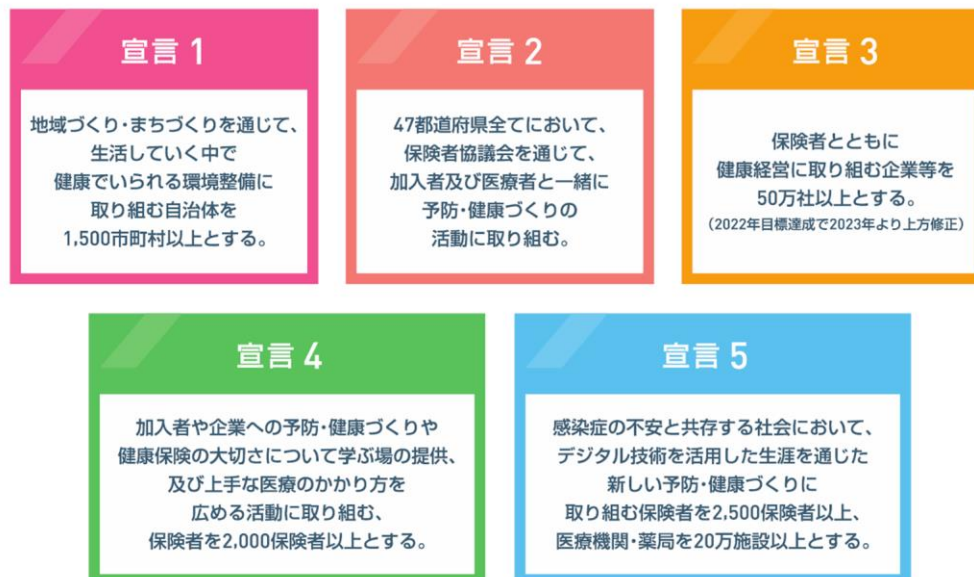 宣言 1
地域づくり・まちづくりを通じて、
生活していく中で
健康でいられる環境整備に
取り組む自治体を
1,500市町村以上とする。
宣言 2
47都道府県全てにおいて、
保険者協議会を通じて、
加入者及び医療者と一緒に
予防・健康づくりの
活動に取り組む。
宣言 3
保険者とともに
健康経営に取り組む企業等を
50万社以上とする。
(2022年目標達成で2023年より上方修正)
宣言 4
加入者や企業への予防・健康づくりや
健康保険の大切さについて学ぶ場の提供、
及び上手な医療のかかり方を
広める活動に取り組む、
保険者を2,000保険者以上とする。
宣言 5
感染症の不安と共存する社会において、
デジタル技術を活用した生涯を通じた
新しい予防・健康づくりに
取り組む保険者を2,500保険者以上、
医療機関・薬局を20万施設以上とする。